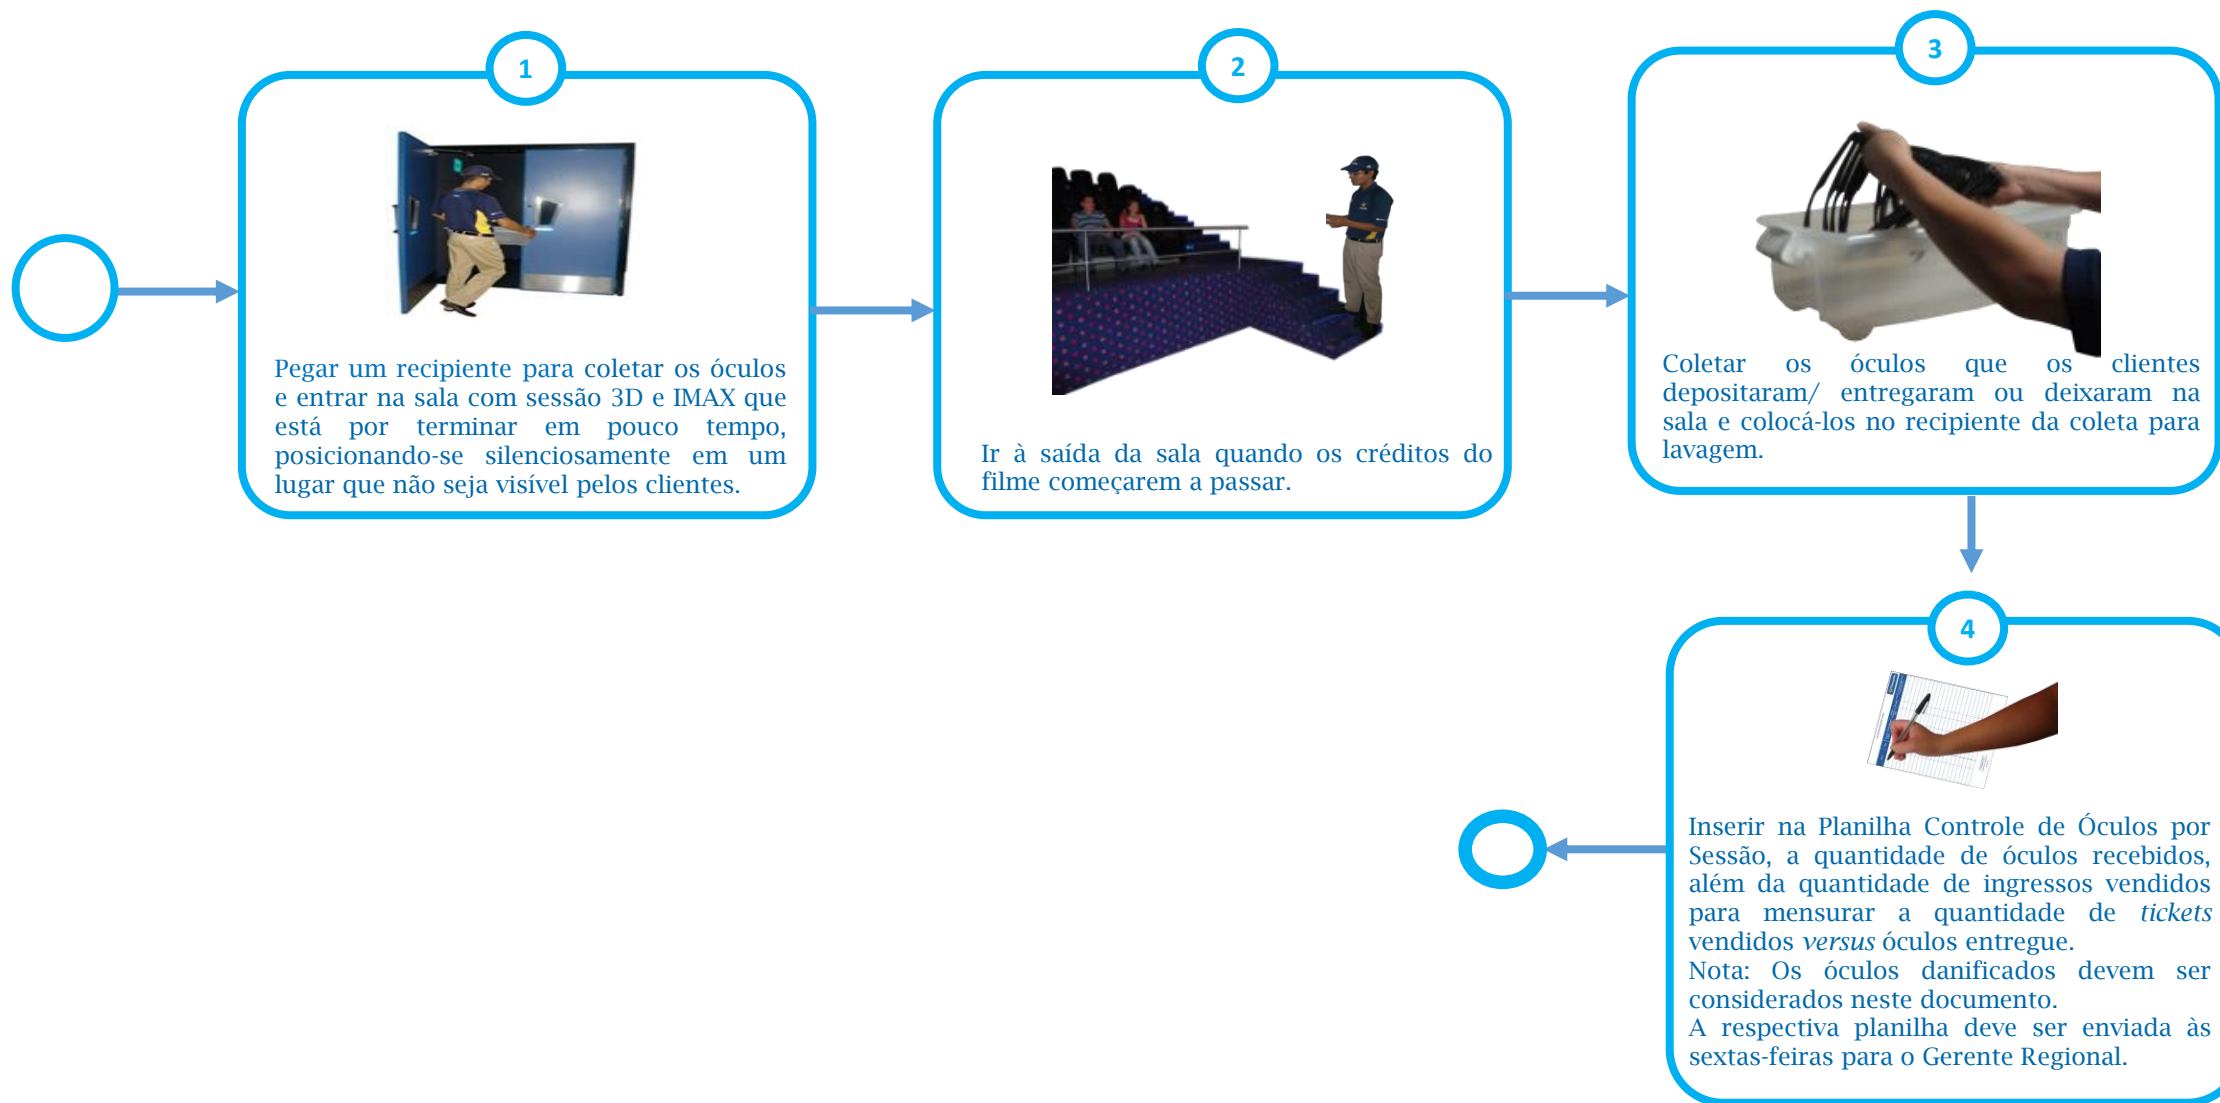 1
Pegar um recipiente para coletar os óculos
e entrar na sala com sessão 3D e IMAX que
está por terminar em pouco tempo,
posicionando-se silenciosamente em um
lugar que não seja visível pelos clientes.
2
Ir à saída da sala quando os créditos do
filme começarem a passar.
3
Coletar os óculos que os clientes
depositaram/ entregaram ou deixaram na
sala e colocá-los no recipiente da coleta para
lavagem.
4
Inserir na Planilha Controle de Óculos por
Sessão, a quantidade de óculos recebidos,
além da quantidade de ingressos vendidos
para mensurar a quantidade de tickets
vendidos versus óculos entregue.
Nota: Os óculos danificados devem ser
considerados neste documento.
A respectiva planilha deve ser enviada às
sextas-feiras para o Gerente Regional.